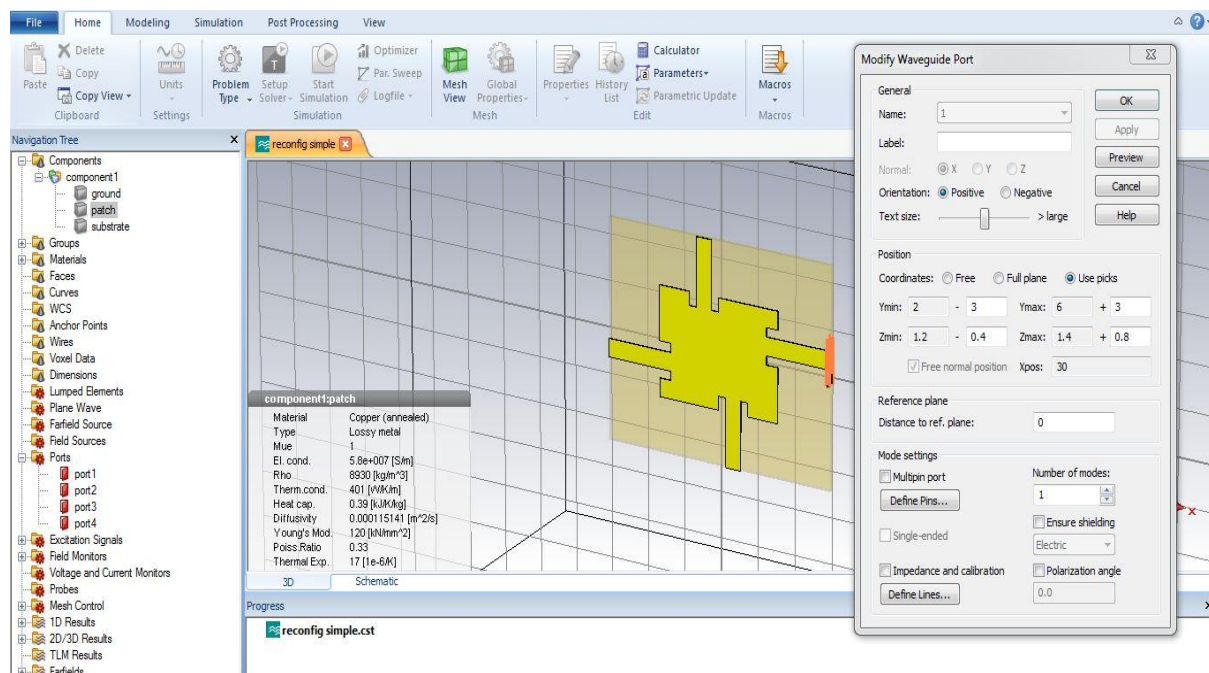 File Home Modeling Simulation Post Processing View
Paste
Delete
Copy
Copy View
Clipboard
Units
Settings
Problem Type
Setup Solver
Start Simulation
Optimizer
Par. Sweep
Logfile
Simulation
Mesh View
Global Properties
Mesh
Properties
History List
Calculator
Parameters
Parametric Update
Edit
Macros
Macros
Navigation Tree X
Components
component1
ground
patch
substrate
Groups
Materials
Faces
Curves
WCS
Anchor Points
Wires
Voxel Data
Dimensions
Lumped Elements
Plane Wave
Farfield Source
Field Sources
Ports
port1
port2
port3
port4
Excitation Signals
Field Monitors
Voltage and Current Monitors
Probes
Mesh Control
1D Results
2D/3D Results
TLM Results
Farfields
reconfig simple
component1:patch
Material Copper (annealed)
Type Lossy metal
Mue 1
El. cond. 5.8e+007 [S/m]
Rho 8930 [kg/m^3]
Therm.cond. 401 [W/K/m]
Heat cap. 0.39 [kJ/K/kg]
Diffusivity 0.000115141 [m^2/s]
Young's Mod. 120 [kN/mm^2]
Poiss.Ratio 0.33
Thermal Exp. 17 [1e-6/K]
x
3D Schematic
Progress
reconfig simple.cst
Modify Waveguide Port
General
Name: 1
Label:
Normal: X Y Z
Orientation: Positive Negative
Text size: > large
OK
Apply
Preview
Cancel
Help
Position
Coordinates: Free Full plane Use picks
Ymin: 2 - 3 Ymax: 6 + 3
Zmin: 1.2 - 0.4 Zmax: 1.4 + 0.8
Free normal position Xpos: 30
Reference plane
Distance to ref. plane: 0
Mode settings
Multipin port
Define Pins...
Single-ended
Impedance and calibration
Define Lines...
Number of modes:
1
Ensure shielding
Electric
Polarization angle
0.0